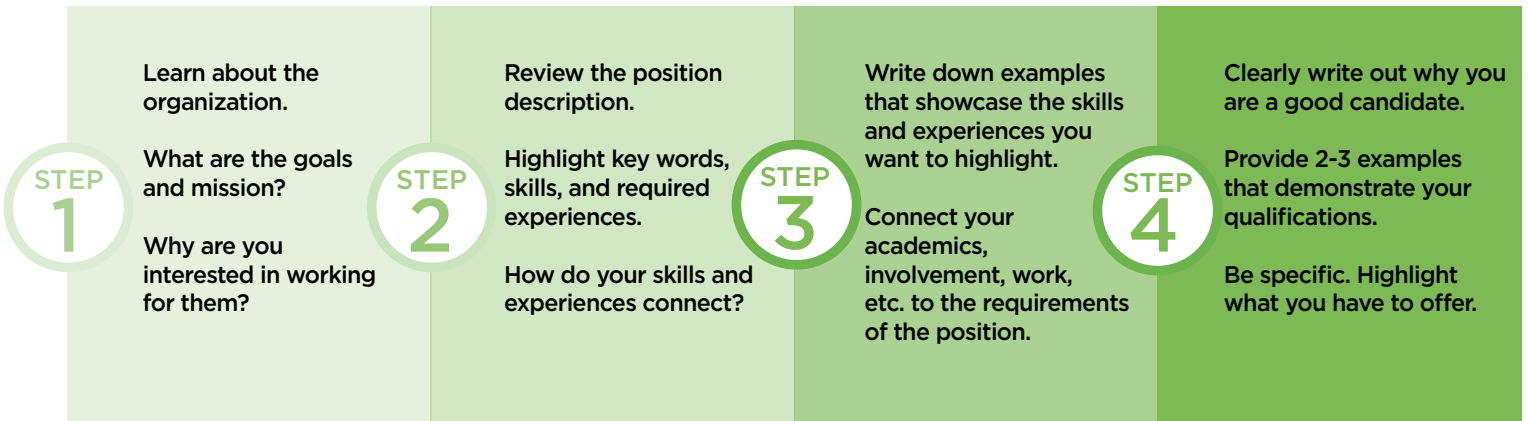 STEP
1
Learn about the
organization.
What are the goals
and mission?
Why are you
interested in working
for them?
STEP
2
Review the position
description.
Highlight key words,
skills, and required
experiences.
How do your skills and
experiences connect?
STEP
3
Write down examples
that showcase the skills
and experiences you
want to highlight.
Connect your
academics,
involvement, work,
etc. to the requirements
of the position.
STEP
4
Clearly write out why you
are a good candidate.
Provide 2-3 examples
that demonstrate your
qualifications.
Be specific. Highlight
what you have to offer.